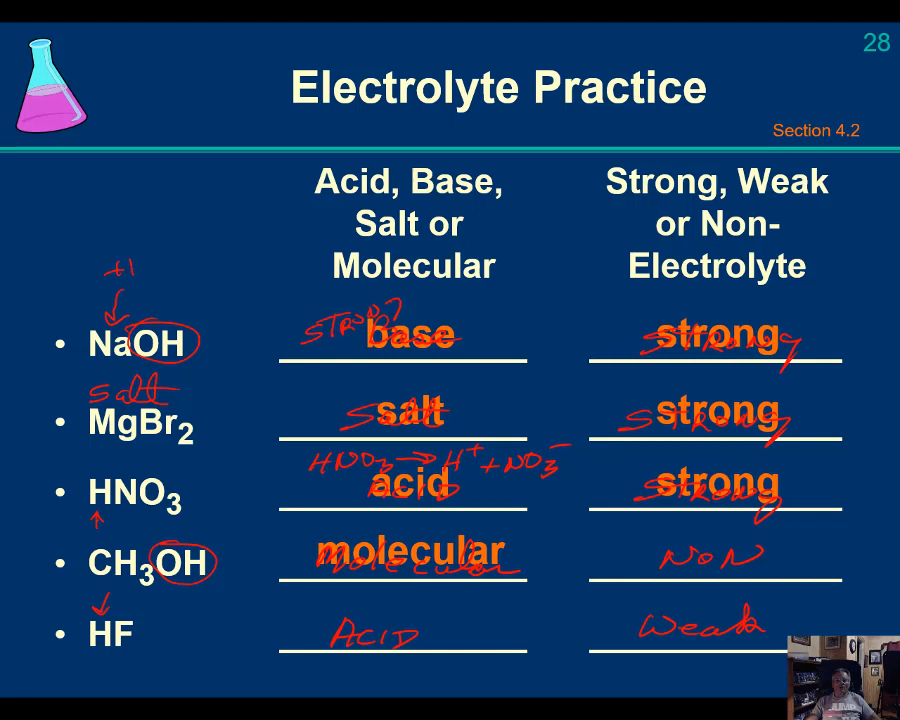 28
Electrolyte Practice
Section 4.2
Acid, Base,
Salt or
Molecular
Strong, Weak
or Non-
Electrolyte
+1
• NaOH
STRONG
base
base
strong
STRONG
salt
• MgBr2
salt
Salt
strong
STRONG
HNO3 → H+ + NO3−
• HNO3
acid
ACID
strong
STRONG
• CH3OH
molecular
Molecular
NON
• HF
ACID
Weak